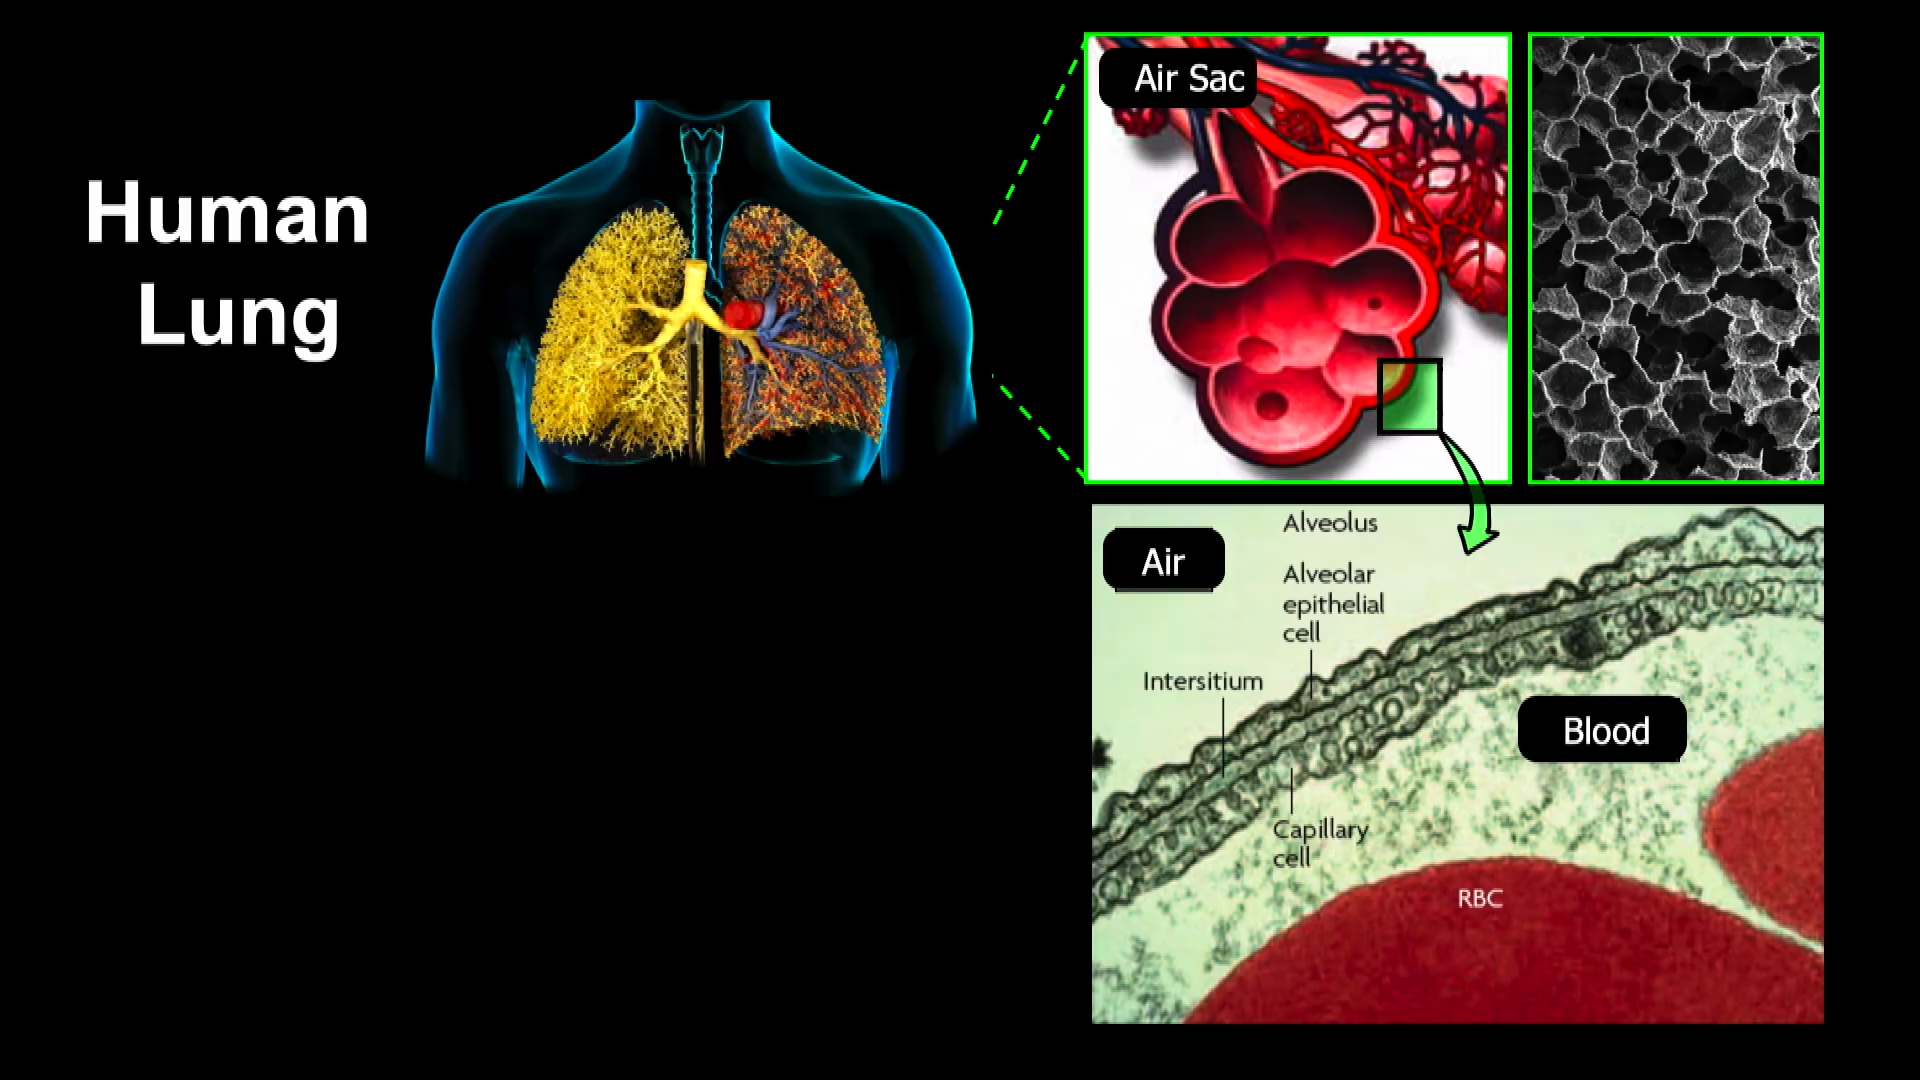 Human
Lung
Air Sac
Air
Alveolus
Alveolar
epithelial
cell
Intersitium
Blood
Capillary
cell
RBC